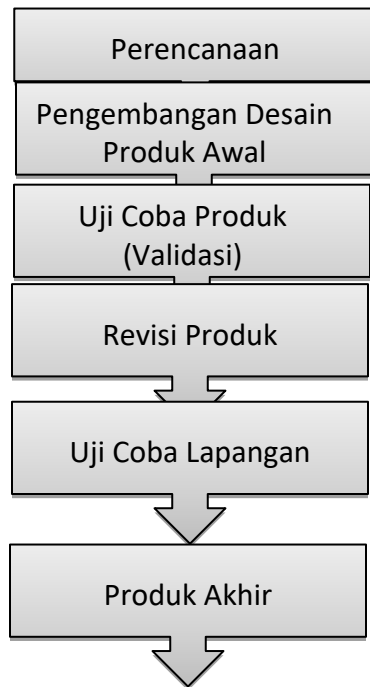 Perencanaan
Pengembangan Desain
Produk Awal
Uji Coba Produk
(Validasi)
Revisi Produk
Uji Coba Lapangan
Produk Akhir